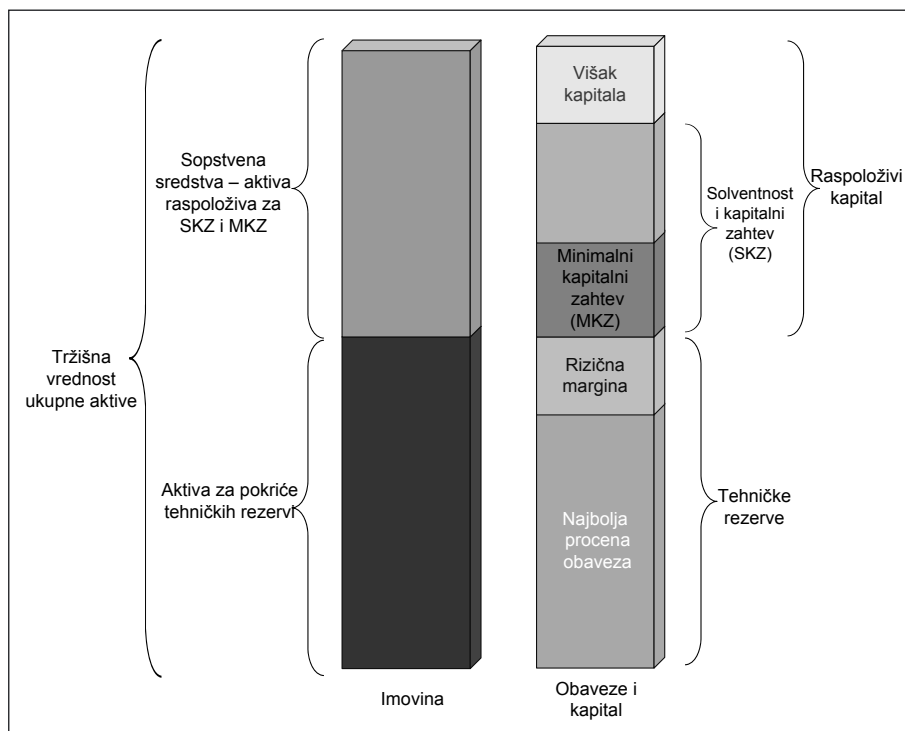 Tržišna
vrednost
ukupne aktive
Sopstvena
sredstva – aktiva
raspoloživa za
SKZ i MKZ
Aktiva za pokriće
tehničkih rezervi
Imovina
Višak
kapitala
Minimalni
kapitalni
zahtev
(MKZ)
Rizična
margina
Najbolja
procena
obaveza
Obaveze i
kapital
Solventnost
i kapitalni
zahtev
(SKZ)
Raspoloživi
kapital
Tehničke
rezerve